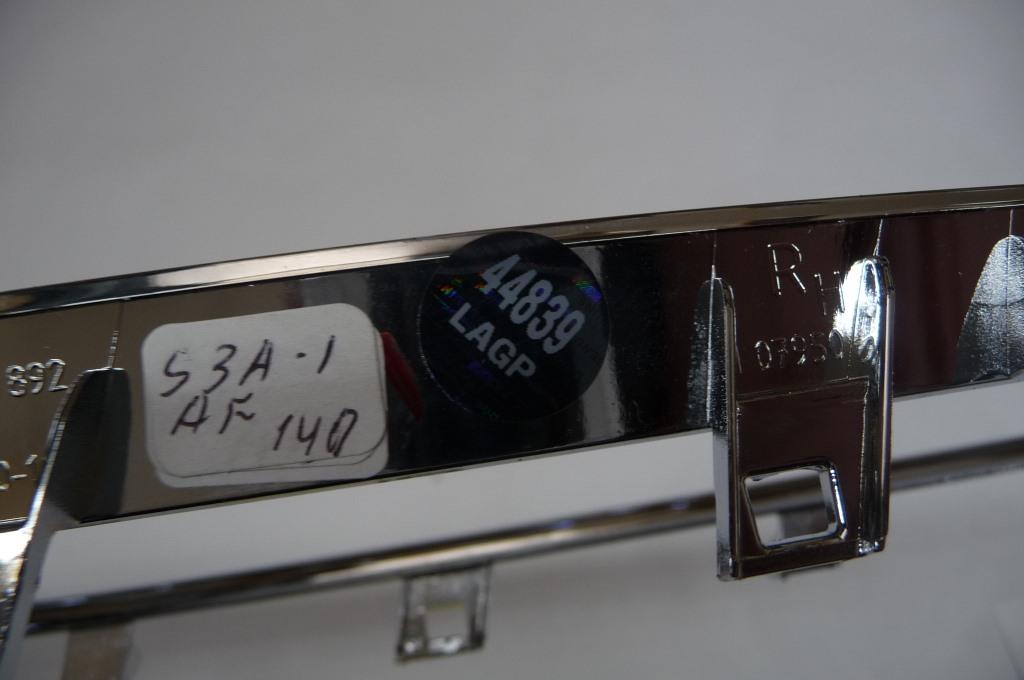 892
S3A-1
AF 140
44839
LAGP
RH